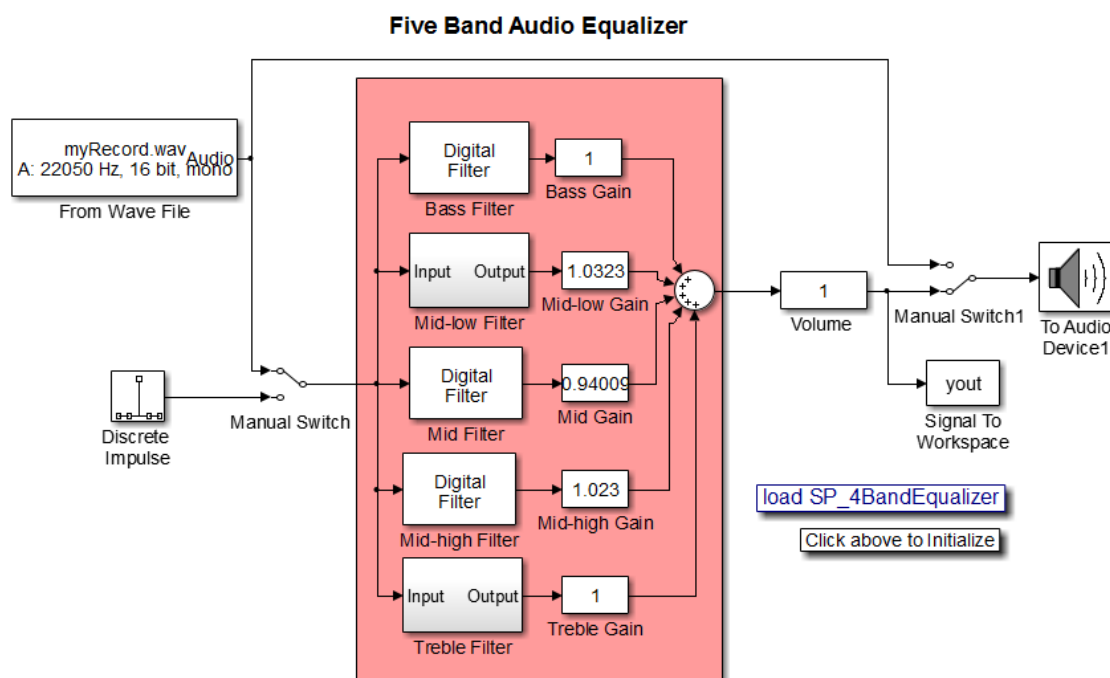 Five Band Audio Equalizer
myRecord.wav
Audio
A: 22050 Hz, 16 bit, mono
From Wave File
Digital
Filter
Bass Filter
1
Bass Gain
Input Output
Mid-low Filter
1.0323
Mid-low Gain
Digital
Filter
Mid Filter
0.94009
Mid Gain
Digital
Filter
Mid-high Filter
1.023
Mid-high Gain
Input Output
Treble Filter
1
Treble Gain
Discrete
Impulse
Manual Switch
+
+
+
+
+
1
Volume
Manual Switch1
To Audio
Device1
yout
Signal To
Workspace
load SP_4BandEqualizer
Click above to Initialize